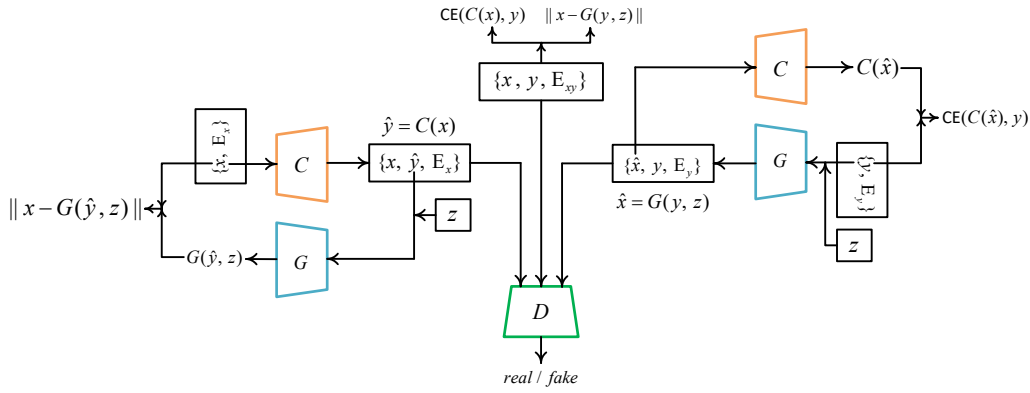 CE(C(x), y)
‖ x − G(y, z) ‖
{x, y, E_xy}
{x, E_x}
C
ŷ = C(x)
{x, ŷ, E_x}
z
‖ x − G(ŷ, z) ‖
G(ŷ, z)
G
C
C(x̂)
CE(C(x̂), y)
{x̂, y, E_y}
x̂ = G(y, z)
G
{y, E_y}
z
D
real / fake